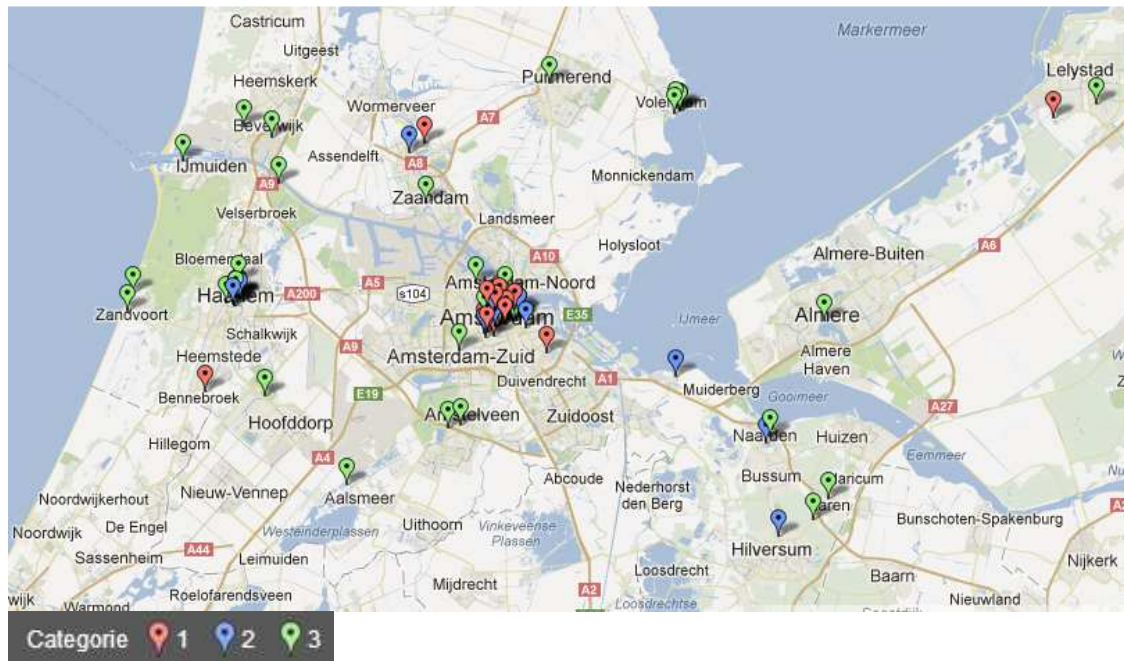 Castricum
Uitgeest
Markermeer
Heemskerk
Purmerend
Lelystad
Wormerveer
A7
Beverwijk
Assendelft
A8
IJmuiden
A9
Monnickendam
Zaandam
Velserbroek
Landsmeer
A6
Holysloot
Almere-Buiten
Bloemendaal
A10
A5
Amsterdam-Noord
Haarlem
A200
s104
Zandvoort
Amsterdam
E35
IJmeer
Almere
Schalkwijk
A9
Heemstede
Amsterdam-Zuid
Almere
Haven
Bennebroek
E19
Duivendrecht
A1
Muiderberg
Gooimeer
A27
Hoofddorp
Amstelveen
Zuidoost
Hillegom
Naarden
Huizen
A4
Eemmeer
Nieuw-Vennep
Aalsmeer
Abcoude
Bussum
Noordwijkerhout
Nederhorst
den Berg
Laren
De Engel
Westeinderplassen
Uithoorn
Vinkeveense
Plassen
Bunschoten-Spakenburg
Noordwijk
A44
Hilversum
Sassenheim
Leimuiden
Nijkerk
Mijdrecht
Loosdrecht
Baarn
wijk
Roelofarendsveen
A2
Nieuwland
Warmond
Loosdrechtse
Categorie 1 2 3